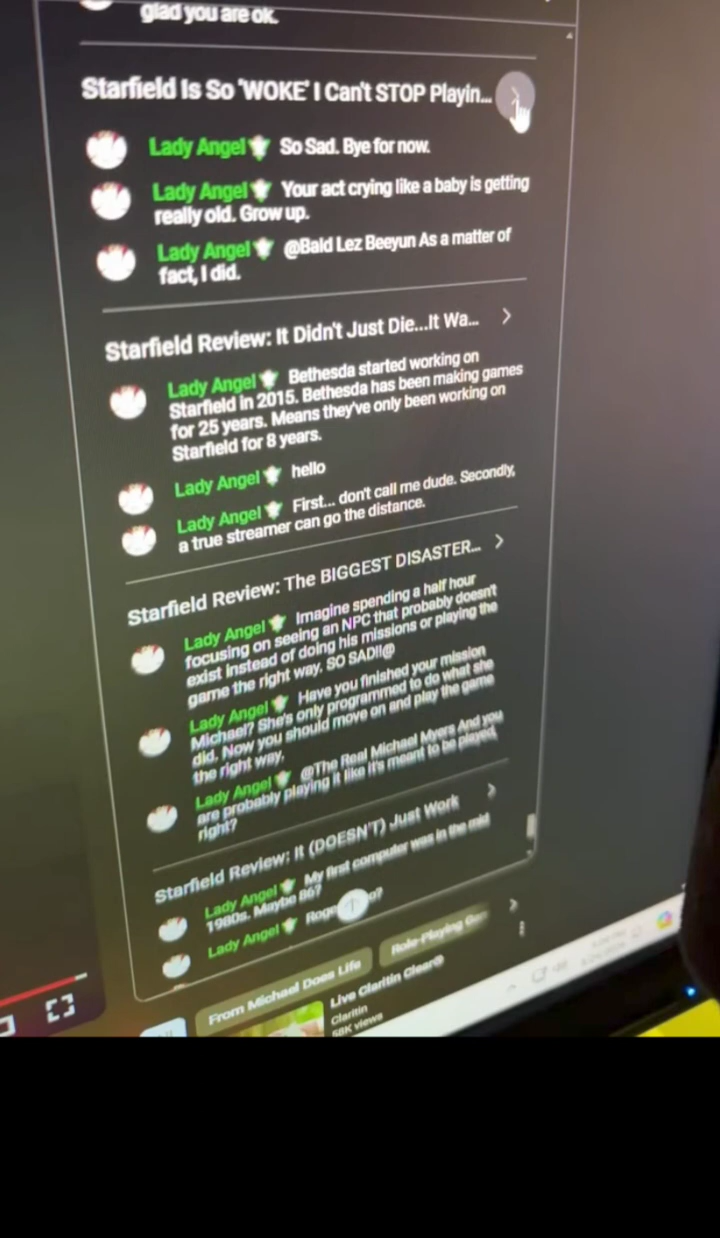 glad you are ok.
Starfield Is So 'WOKE' I Can't STOP Playin...
Lady Angel So Sad. Bye for now.
Lady Angel Your act crying like a baby is getting
really old. Grow up.
Lady Angel @Bald Lez Beeyun As a matter of
fact, I did.
Starfield Review: It Didn't Just Die...It Wa...
Lady Angel Bethesda started working on
Starfield in 2015. Bethesda has been making games
for 25 years. Means they've only been working on
Starfield for 8 years.
Lady Angel hello
Lady Angel First... don't call me dude. Secondly,
a true streamer can go the distance.
Starfield Review: The BIGGEST DISASTER...
Lady Angel Imagine spending a half hour
focusing on seeing an NPC that probably doesn't
exist instead of doing his missions or playing the
game the right way. SO SAD!!@
Lady Angel Have you finished your mission
Michael? She's only programmed to do what she
did. Now you should move on and play the game
the right way.
Lady Angel @The Real Michael Myers And you
are probably playing it like it's meant to be played,
right?
Starfield Review: It (DOESN'T) Just Work
Lady Angel My first computer was in the mid
1980s. Maybe 86?
Lady Angel
From Michael Does Life
Role-Playing
Live Claritin Clear®
Claritin
58K views